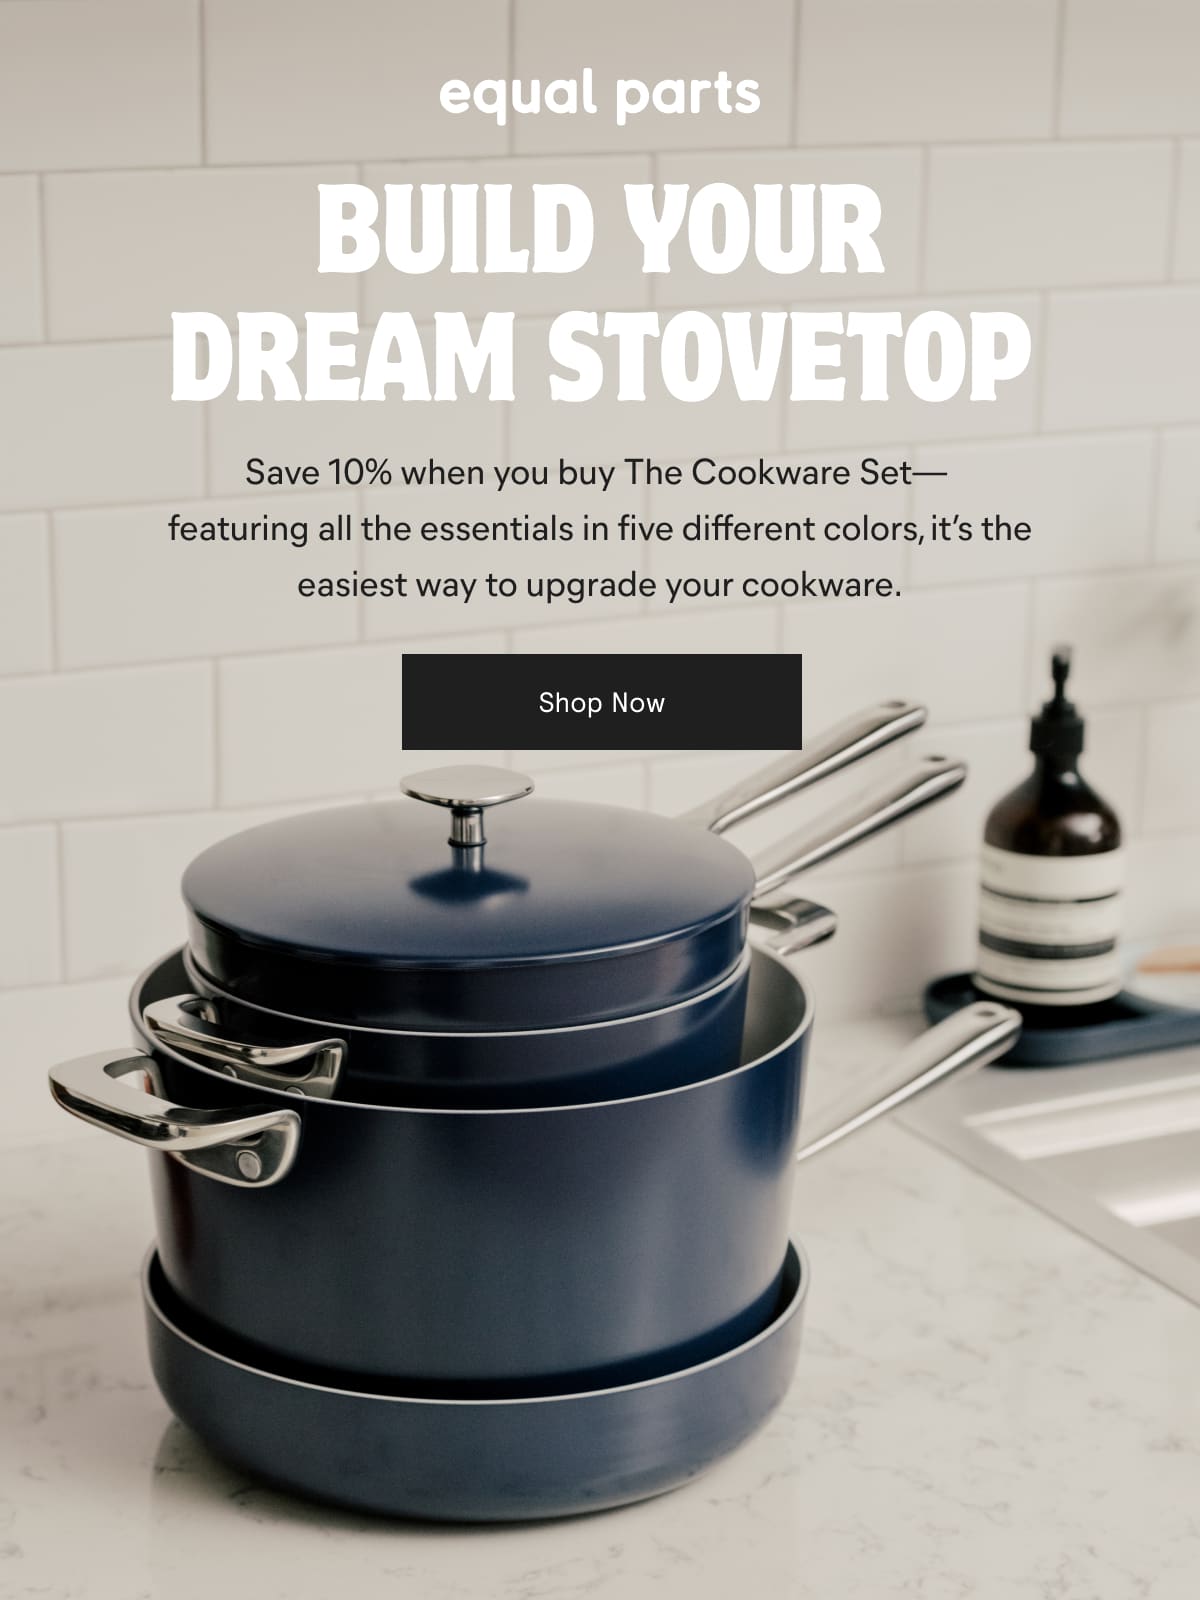 equal parts
BUILD YOUR
DREAM STOVETOP
Save 10% when you buy The Cookware Set—
featuring all the essentials in five different colors, it’s the
easiest way to upgrade your cookware.
Shop Now